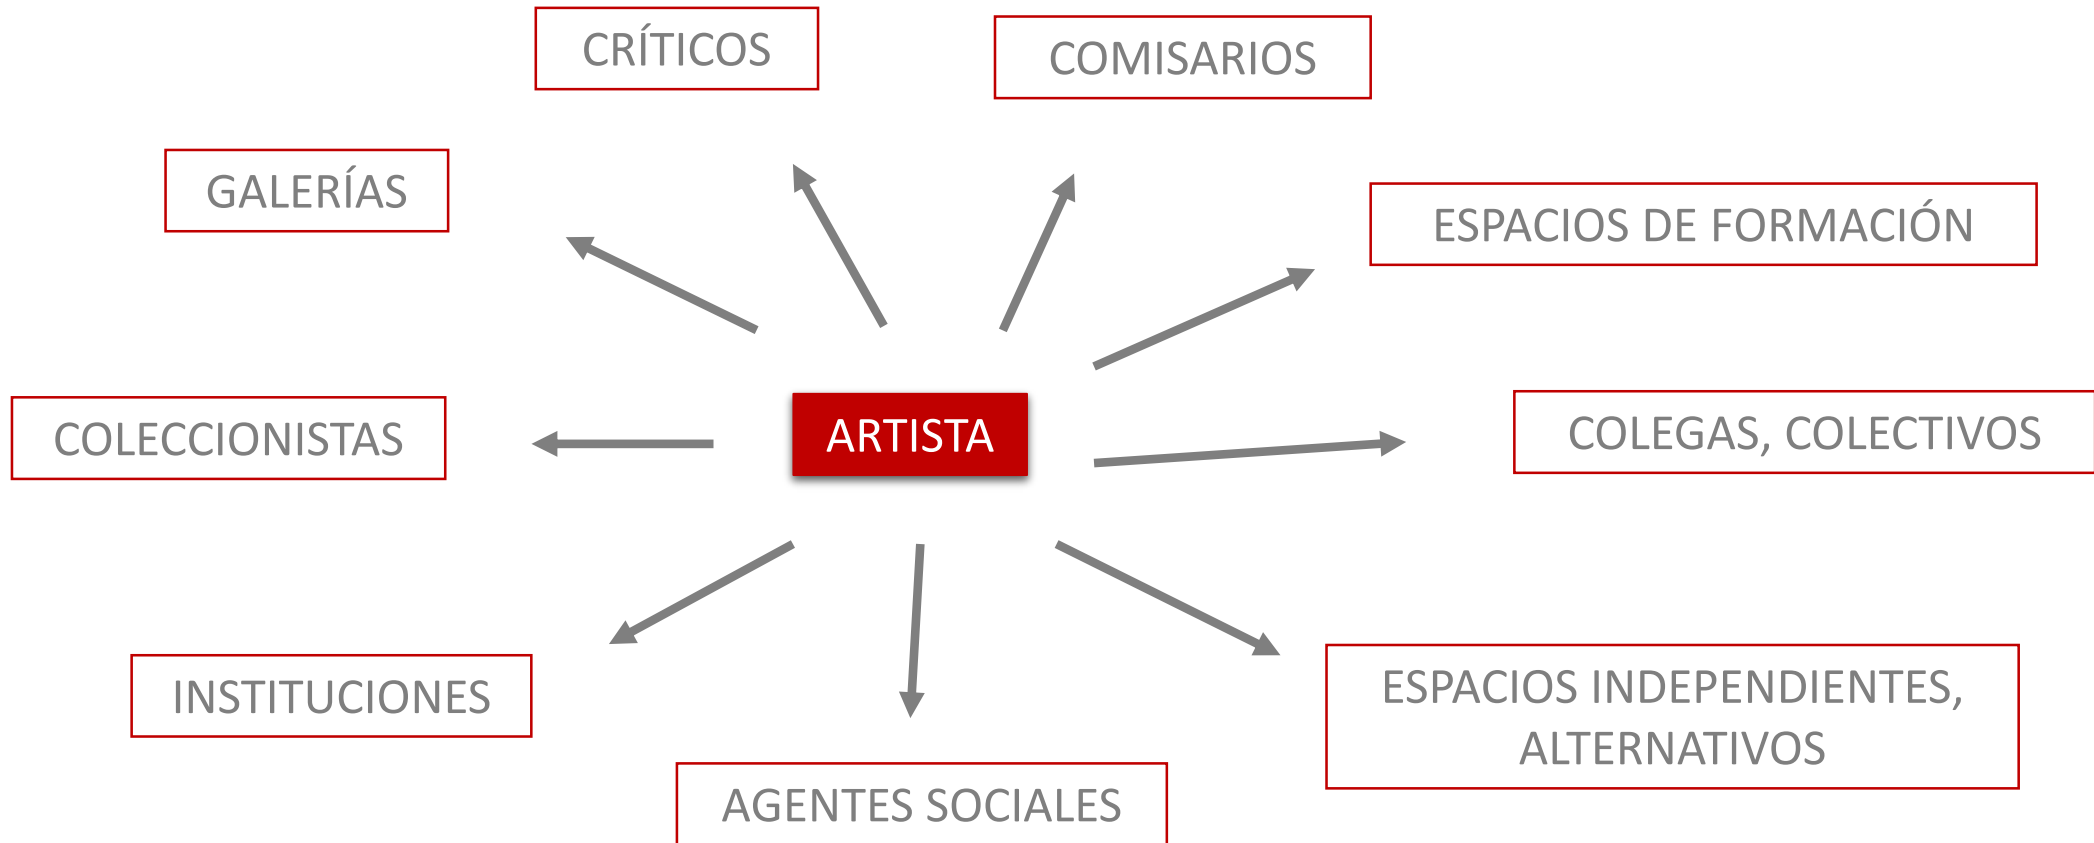 CRÍTICOS
COMISARIOS
GALERÍAS
ESPACIOS DE FORMACIÓN
COLECCIONISTAS
ARTISTA
COLEGAS, COLECTIVOS
INSTITUCIONES
ESPACIOS INDEPENDIENTES,
ALTERNATIVOS
AGENTES SOCIALES